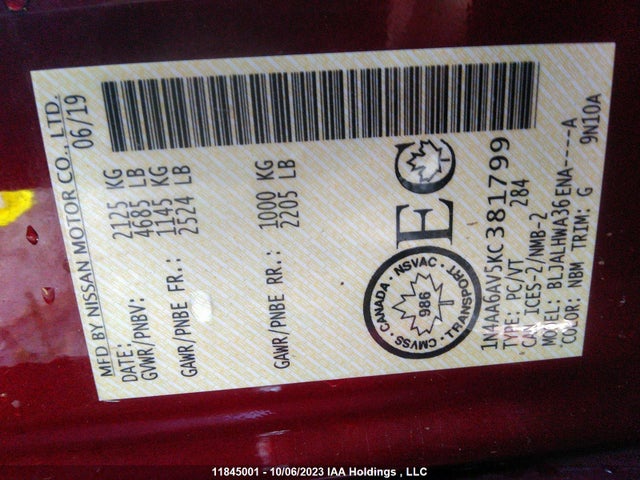 MFD BY NISSAN MOTOR CO., LTD.
DATE: 06/19
GVWR/PNBV: 2125 KG
4685 LB
GAWR/PNBE FR.: 1145 KG
2524 LB
GAWR/PNBE RR.: 1000 KG
2205 LB
EC
CANADA · NSVAC · TRANSPORT · CMVSS
986
1N4AA6AV5KC381799
TYPE: PC/VT 284
CAN ICES-2/NMB-2
MODEL: BLJALHWA36ENA-----A
COLOR: NBM TRIM: G 9N10A
11845001 - 10/06/2023 IAA Holdings , LLC